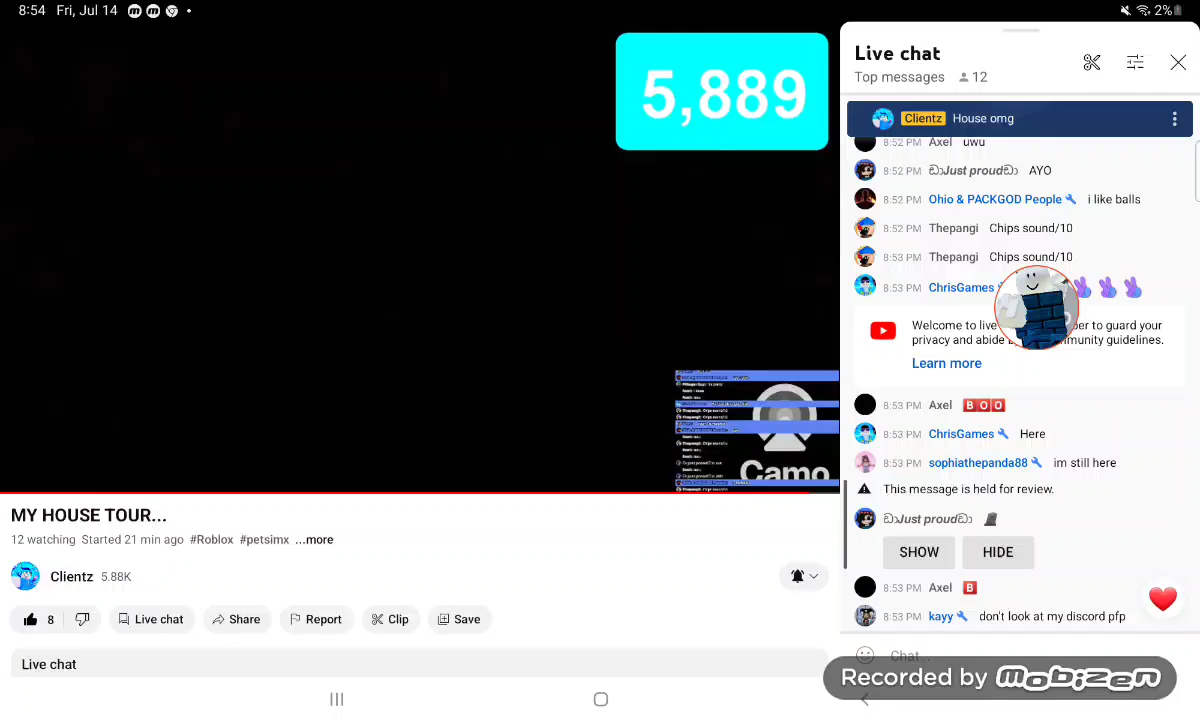 8:54 Fri, Jul 14
2%
5,889
Camo
MY HOUSE TOUR...
12 watching Started 21 min ago #Roblox #petsimx ...more
Clientz 5.88K
8 Live chat Share Report Clip Save
Live chat
Live chat
Top messages 12
Clientz House omg
8:52 PM Axel uwu
8:52 PM Just proud AYO
8:52 PM Ohio & PACKGOD People i like balls
8:52 PM Thepangi Chips sound/10
8:53 PM Thepangi Chips sound/10
8:53 PM ChrisGames
Welcome to live to guard your
privacy and abide guidelines.
Learn more
8:53 PM Axel B O O
8:53 PM ChrisGames Here
8:53 PM sophiathepanda88 im still here
This message is held for review.
Just proud
SHOW HIDE
8:53 PM Axel B
8:53 PM kayy don't look at my discord pfp
Chat...
Recorded by mobizen